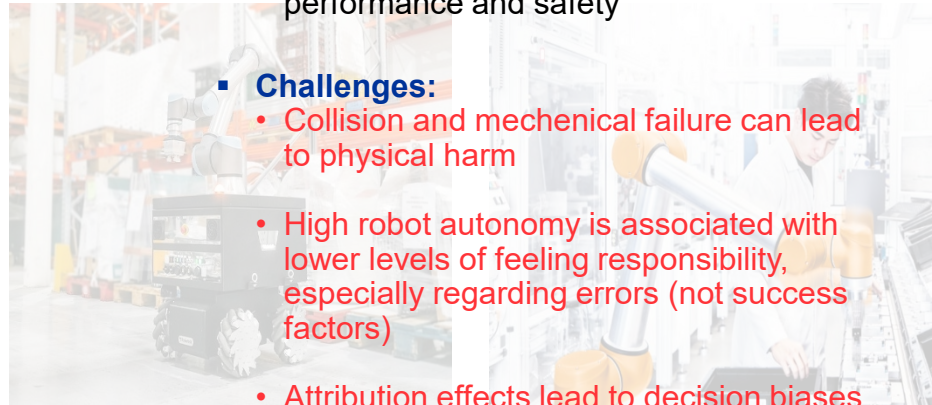 performance and safety
▪ Challenges:
• Collision and mechenical failure can lead
to physical harm
• High robot autonomy is associated with
lower levels of feeling responsibility,
especially regarding errors (not success
factors)
• Attribution effects lead to decision biases